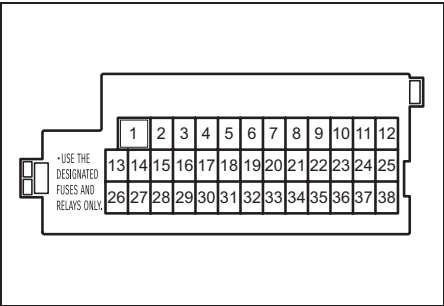 1 2 3 4 5 6 7 8 9 10 11 12
•USE THE
DESIGNATED
FUSES AND
RELAYS ONLY.
13 14 15 16 17 18 19 20 21 22 23 24 25
26 27 28 29 30 31 32 33 34 35 36 37 38